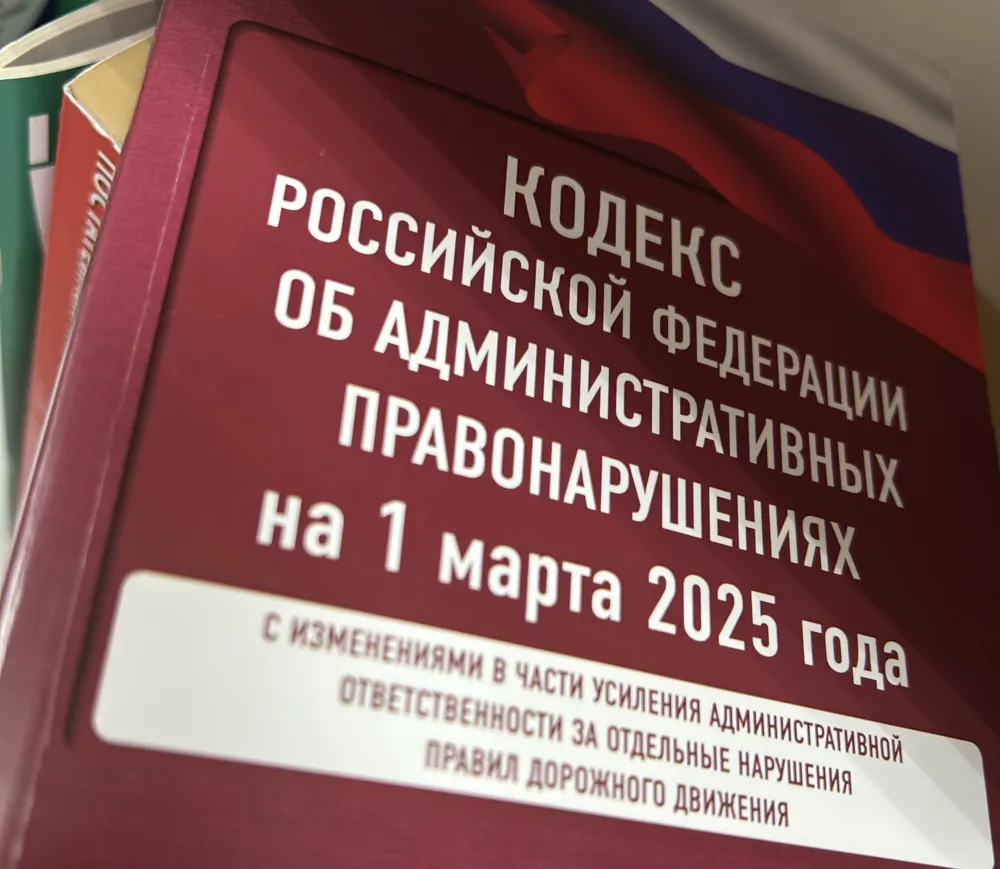 КОДЕКС
РОССИЙСКОЙ ФЕДЕРАЦИИ
ОБ АДМИНИСТРАТИВНЫХ
ПРАВОНАРУШЕНИЯХ
на 1 марта 2025 года
С ИЗМЕНЕНИЯМИ В ЧАСТИ УСИЛЕНИЯ АДМИНИСТРАТИВНОЙ
ОТВЕТСТВЕННОСТИ ЗА ОТДЕЛЬНЫЕ НАРУШЕНИЯ
ПРАВИЛ ДОРОЖНОГО ДВИЖЕНИЯ